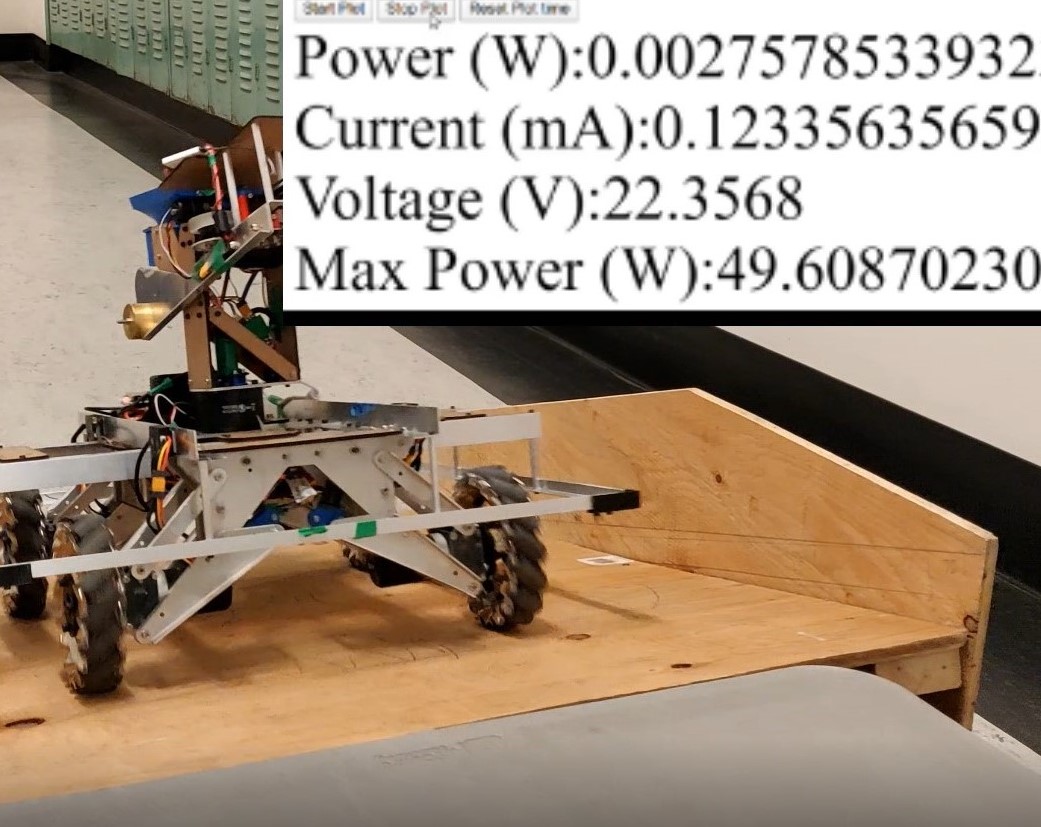 Start Plot Stop Plot Reset Plot time
Power (W):0.0027578533932
Current (mA):0.12335635659
Voltage (V):22.3568
Max Power (W):49.60870230